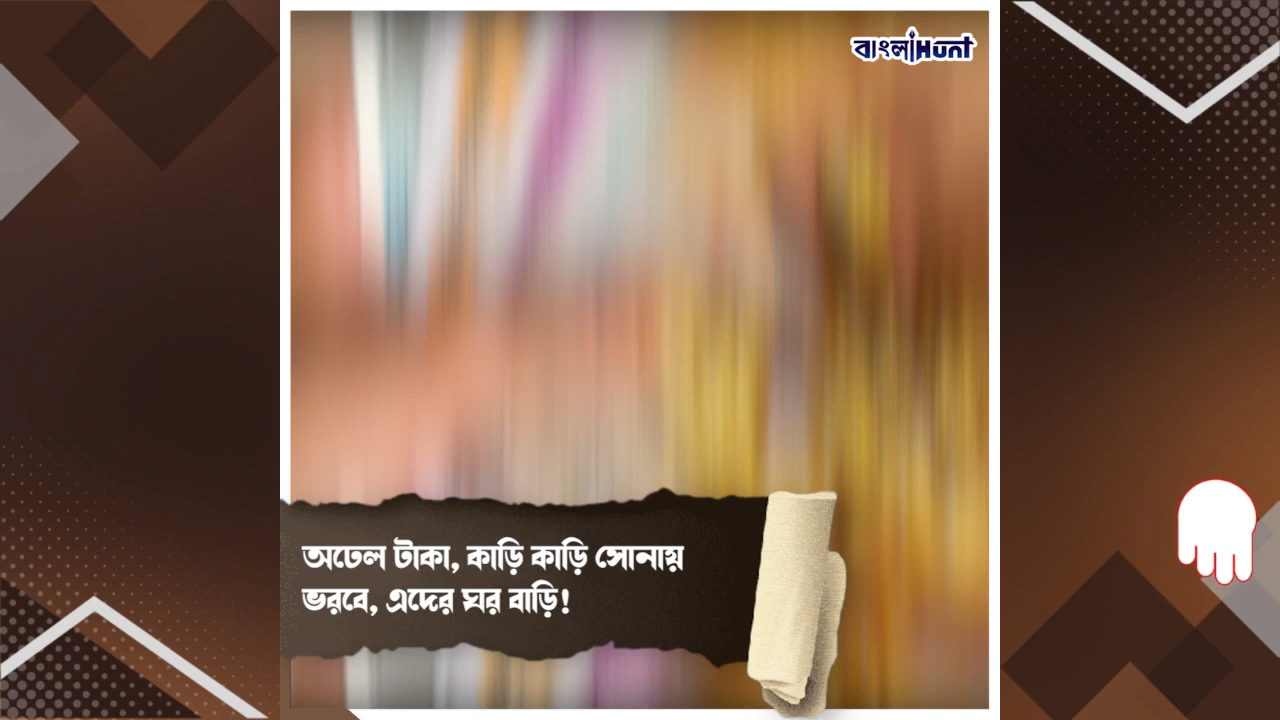 বাংলাHunt
অঢেল টাকা, কাড়ি কাড়ি সোনায়
ভরবে, এদের ঘর বাড়ি!